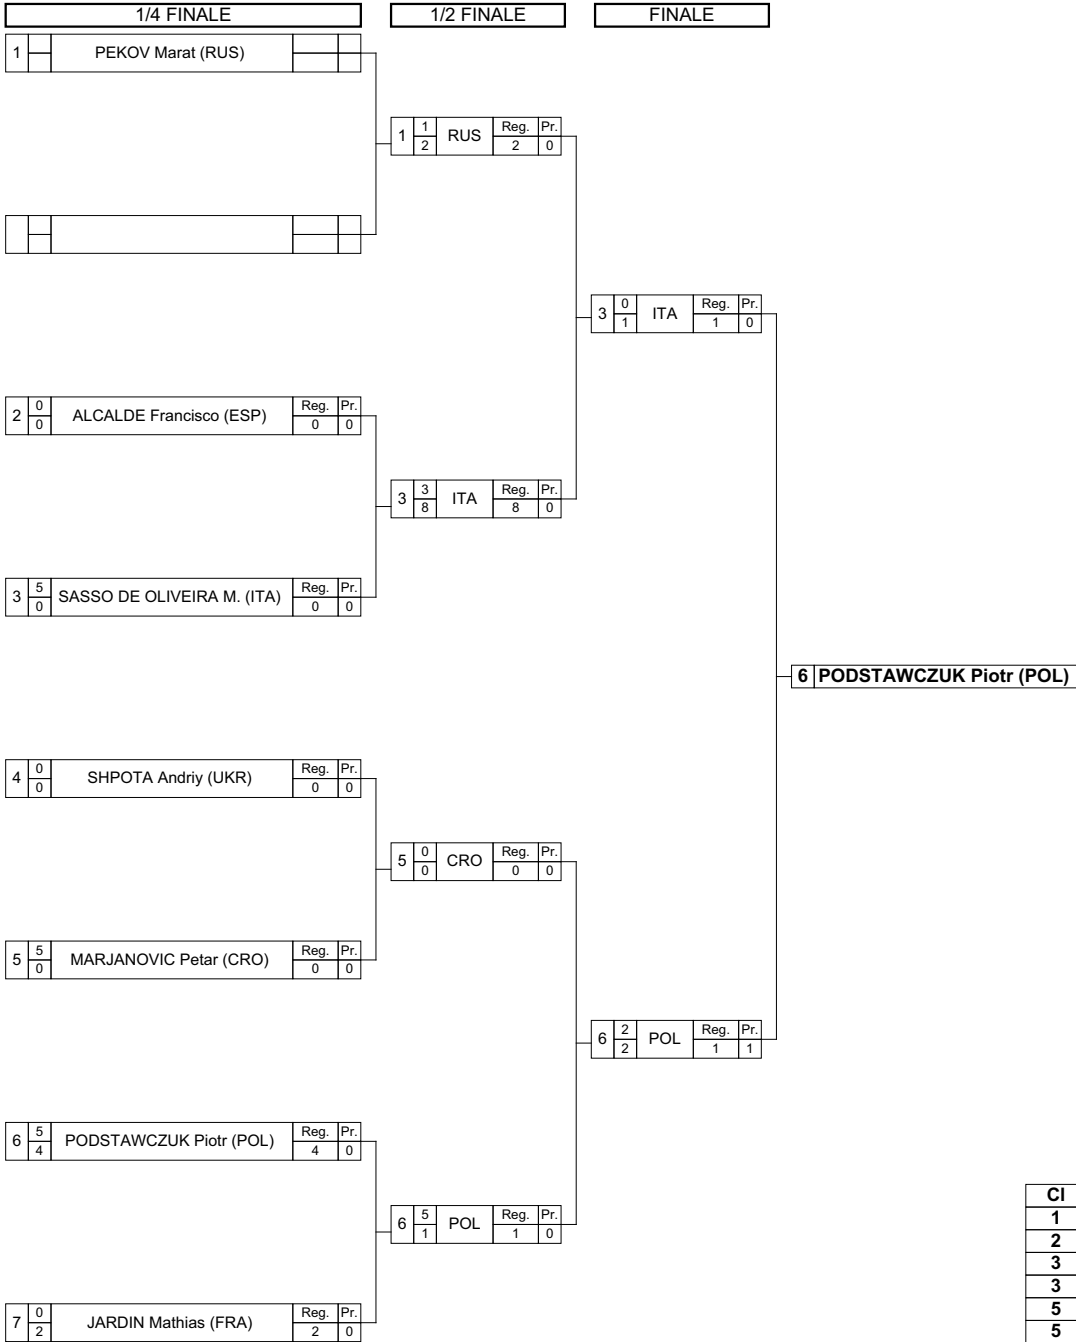 1/4 FINALE 1/2 FINALE FINALE
1 PEKOV Marat (RUS)
1 1 RUS Reg. Pr.
2 2 0
3 0 ITA Reg. Pr.
1 1 0
2 0 ALCALDE Francisco (ESP) Reg. Pr.
0 0 0
3 3 ITA Reg. Pr.
8 8 0
3 5 SASSO DE OLIVEIRA M. (ITA) Reg. Pr.
0 0 0
6 PODSTAWCZUK Piotr (POL)
4 0 SHPOTA Andriy (UKR) Reg. Pr.
0 0 0
5 0 CRO Reg. Pr.
0 0 0
5 5 MARJANOVIC Petar (CRO) Reg. Pr.
0 0 0
6 2 POL Reg. Pr.
2 1 1
6 5 PODSTAWCZUK Piotr (POL) Reg. Pr.
4 4 0
6 5 POL Reg. Pr.
1 1 0
7 0 JARDIN Mathias (FRA) Reg. Pr.
2 2 0
Cl
1
2
3
3
5
5